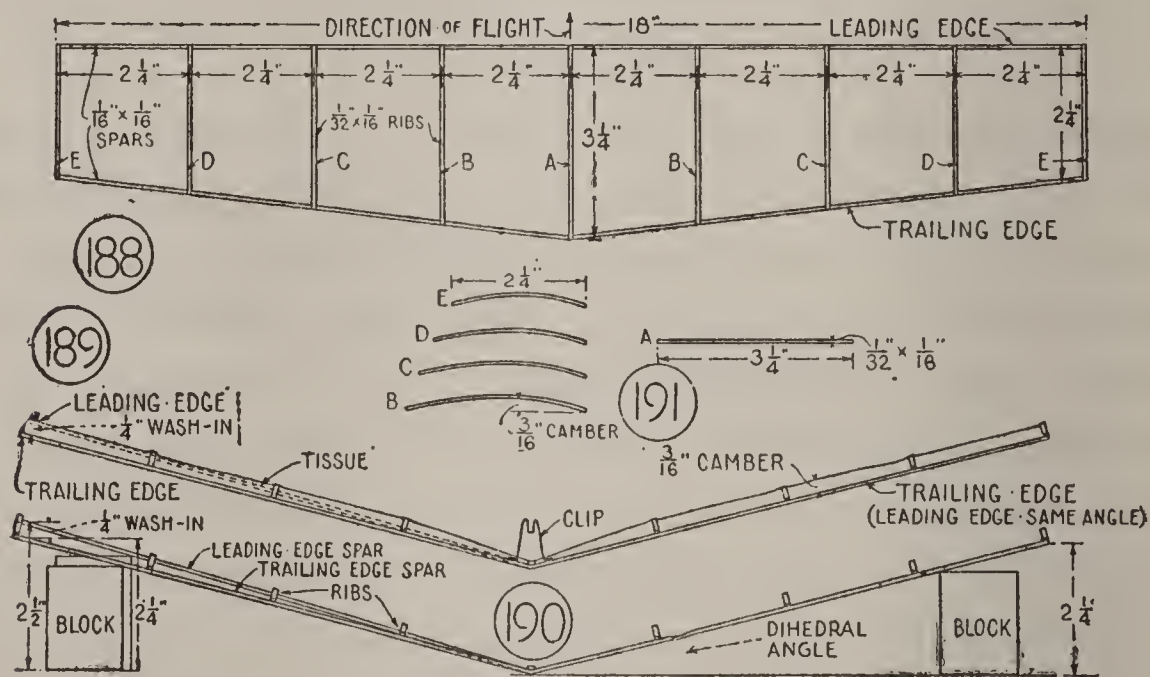 DIRECTION OF FLIGHT 18" LEADING EDGE
2 1/4" 2 1/4" 2 1/4" 2 1/4" 2 1/4" 2 1/4" 2 1/4" 2 1/4"
1/16" x 1/16" SPARS
1/32" x 1/16" RIBS
3 1/4"
2 1/4"
E D C B A B C D E
TRAILING EDGE
188
2 1/4"
E
D
C
B
3/16" CAMBER
A
3 1/4"
1/32" x 1/16"
191
189
LEADING·EDGE
1/4" WASH-IN
TISSUE
TRAILING EDGE
CLIP
3/16" CAMBER
TRAILING·EDGE
(LEADING EDGE·SAME ANGLE)
1/4" WASH-IN
LEADING·EDGE SPAR
TRAILING EDGE SPAR
RIBS
2 1/2"
BLOCK
2 1/4"
190
DIHEDRAL
ANGLE
BLOCK
2 1/4"